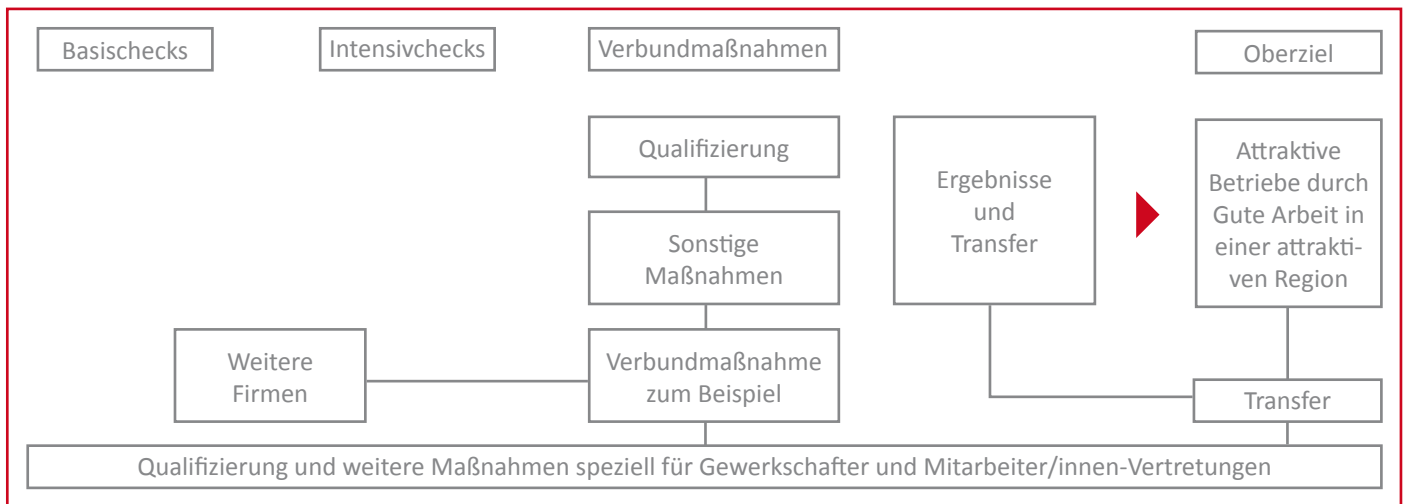 Basischecks
Intensivchecks
Verbundmaßnahmen
Oberziel
Qualifizierung
Sonstige
Maßnahmen
Weitere
Firmen
Verbundmaßnahme
zum Beispiel
Ergebnisse
und
Transfer
Attraktive
Betriebe durch
Gute Arbeit in
einer attrakti-
ven Region
Transfer
Qualifizierung und weitere Maßnahmen speziell für Gewerkschafter und Mitarbeiter/innen-Vertretungen